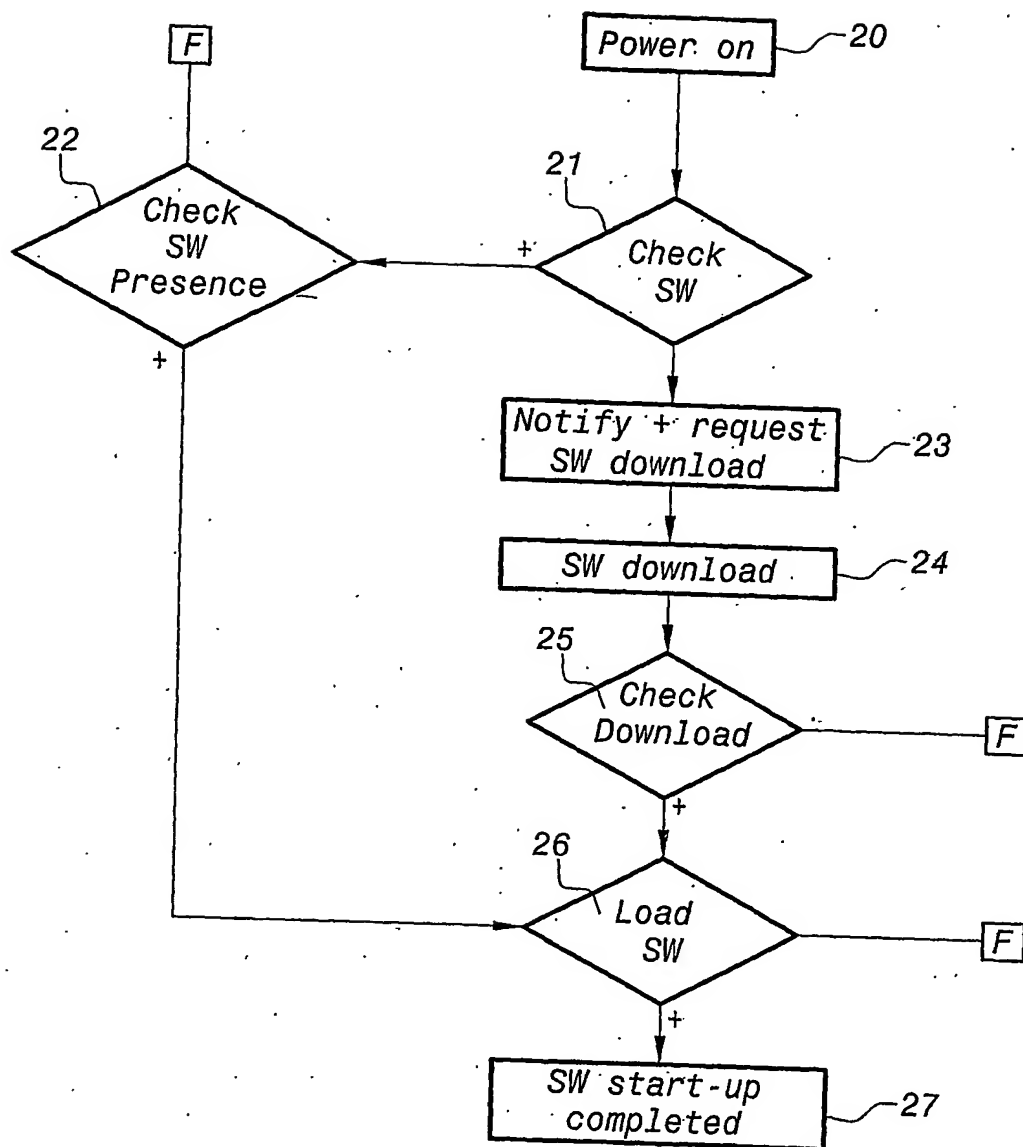 F
Power on
20
22
21
Check
SW
Presence
+
Check
SW
+
Notify + request
SW download
23
SW download
24
25
Check
Download
F
+
26
Load
SW
F
+
SW start-up
completed
27